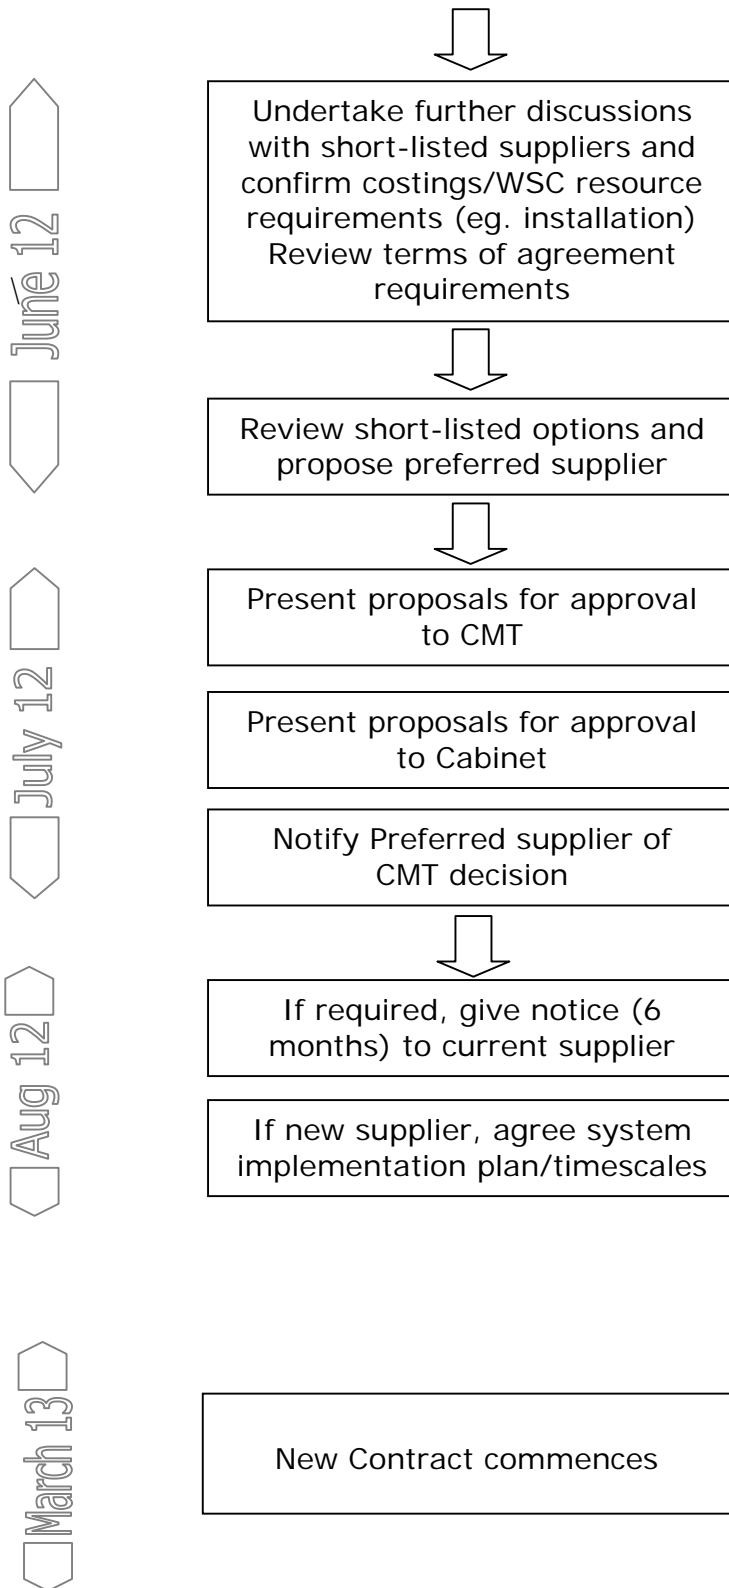 June 12
Undertake further discussions
with short-listed suppliers and
confirm costings/WSC resource
requirements (eg. installation)
Review terms of agreement
requirements
Review short-listed options and
propose preferred supplier
July 12
Present proposals for approval
to CMT
Present proposals for approval
to Cabinet
Notify Preferred supplier of
CMT decision
Aug 12
If required, give notice (6
months) to current supplier
If new supplier, agree system
implementation plan/timescales
March 13
New Contract commences